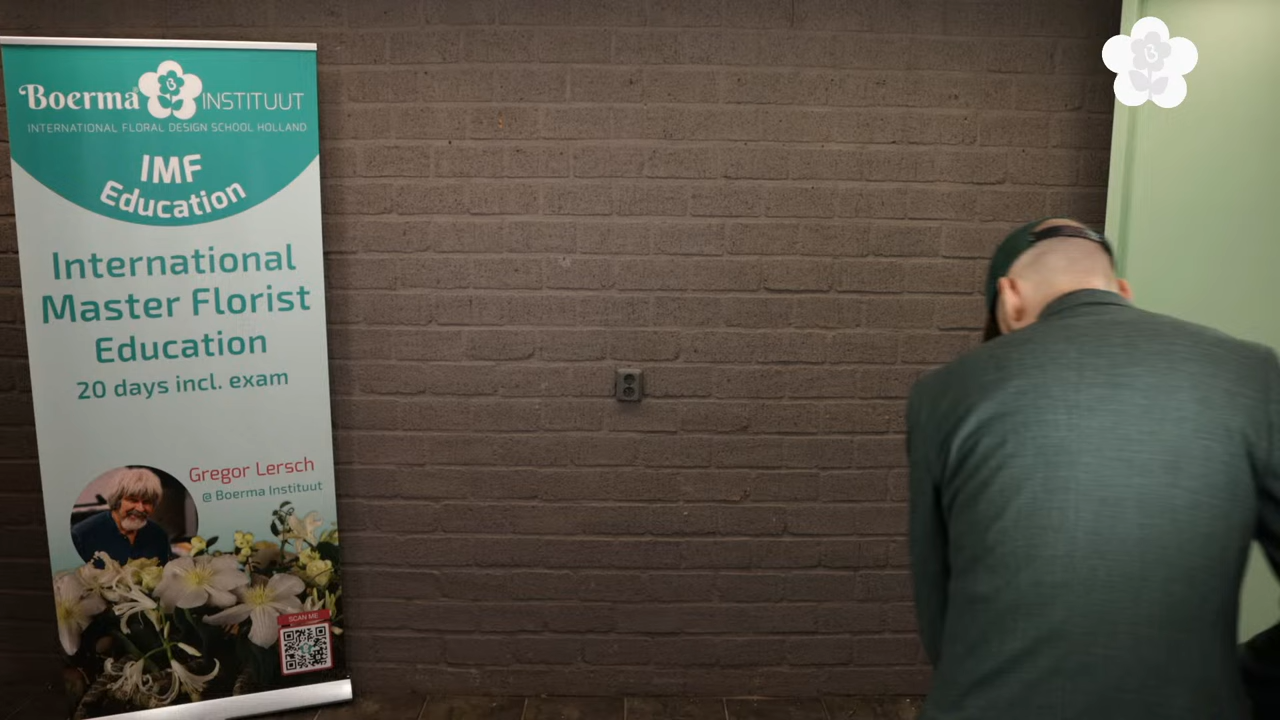 Boerma INSTITUUT
INTERNATIONAL FLORAL DESIGN SCHOOL HOLLAND
IMF
Education
International
Master Florist
Education
20 days incl. exam
Gregor Lersch
@ Boerma Instituut
SCAN ME